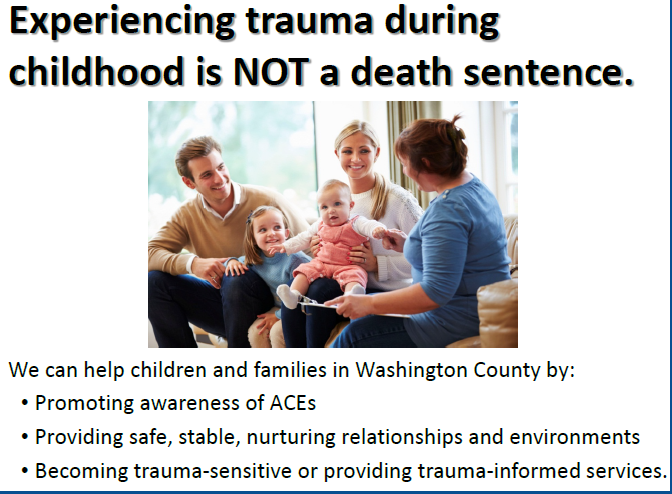 Experiencing trauma during
childhood is NOT a death sentence.
We can help children and families in Washington County by:
• Promoting awareness of ACEs
• Providing safe, stable, nurturing relationships and environments
• Becoming trauma-sensitive or providing trauma-informed services.